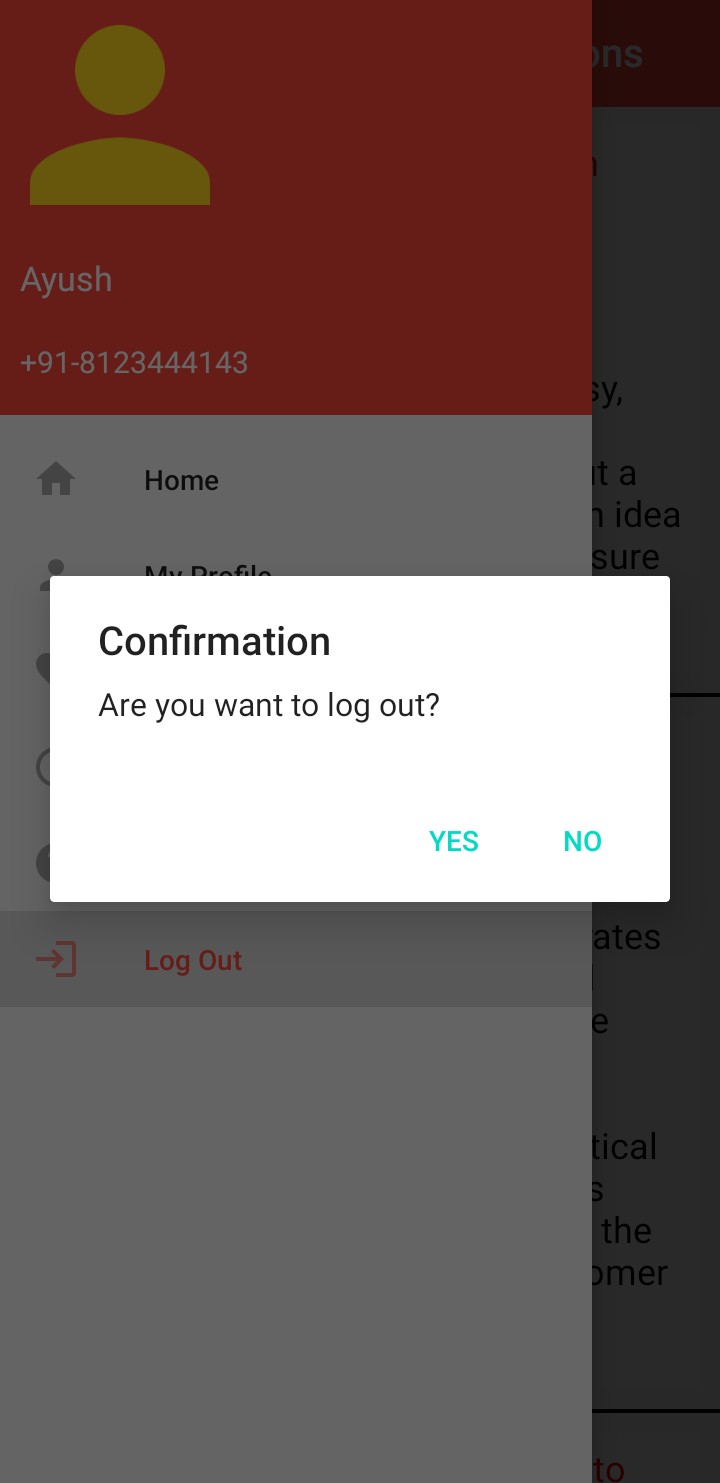 Ayush
+91-8123444143
Home
My Profile
Confirmation
Are you want to log out?
YES
NO
Log Out
ons
sy,
ut a
n idea
sure
rates
e
tical
s
the
omer
to